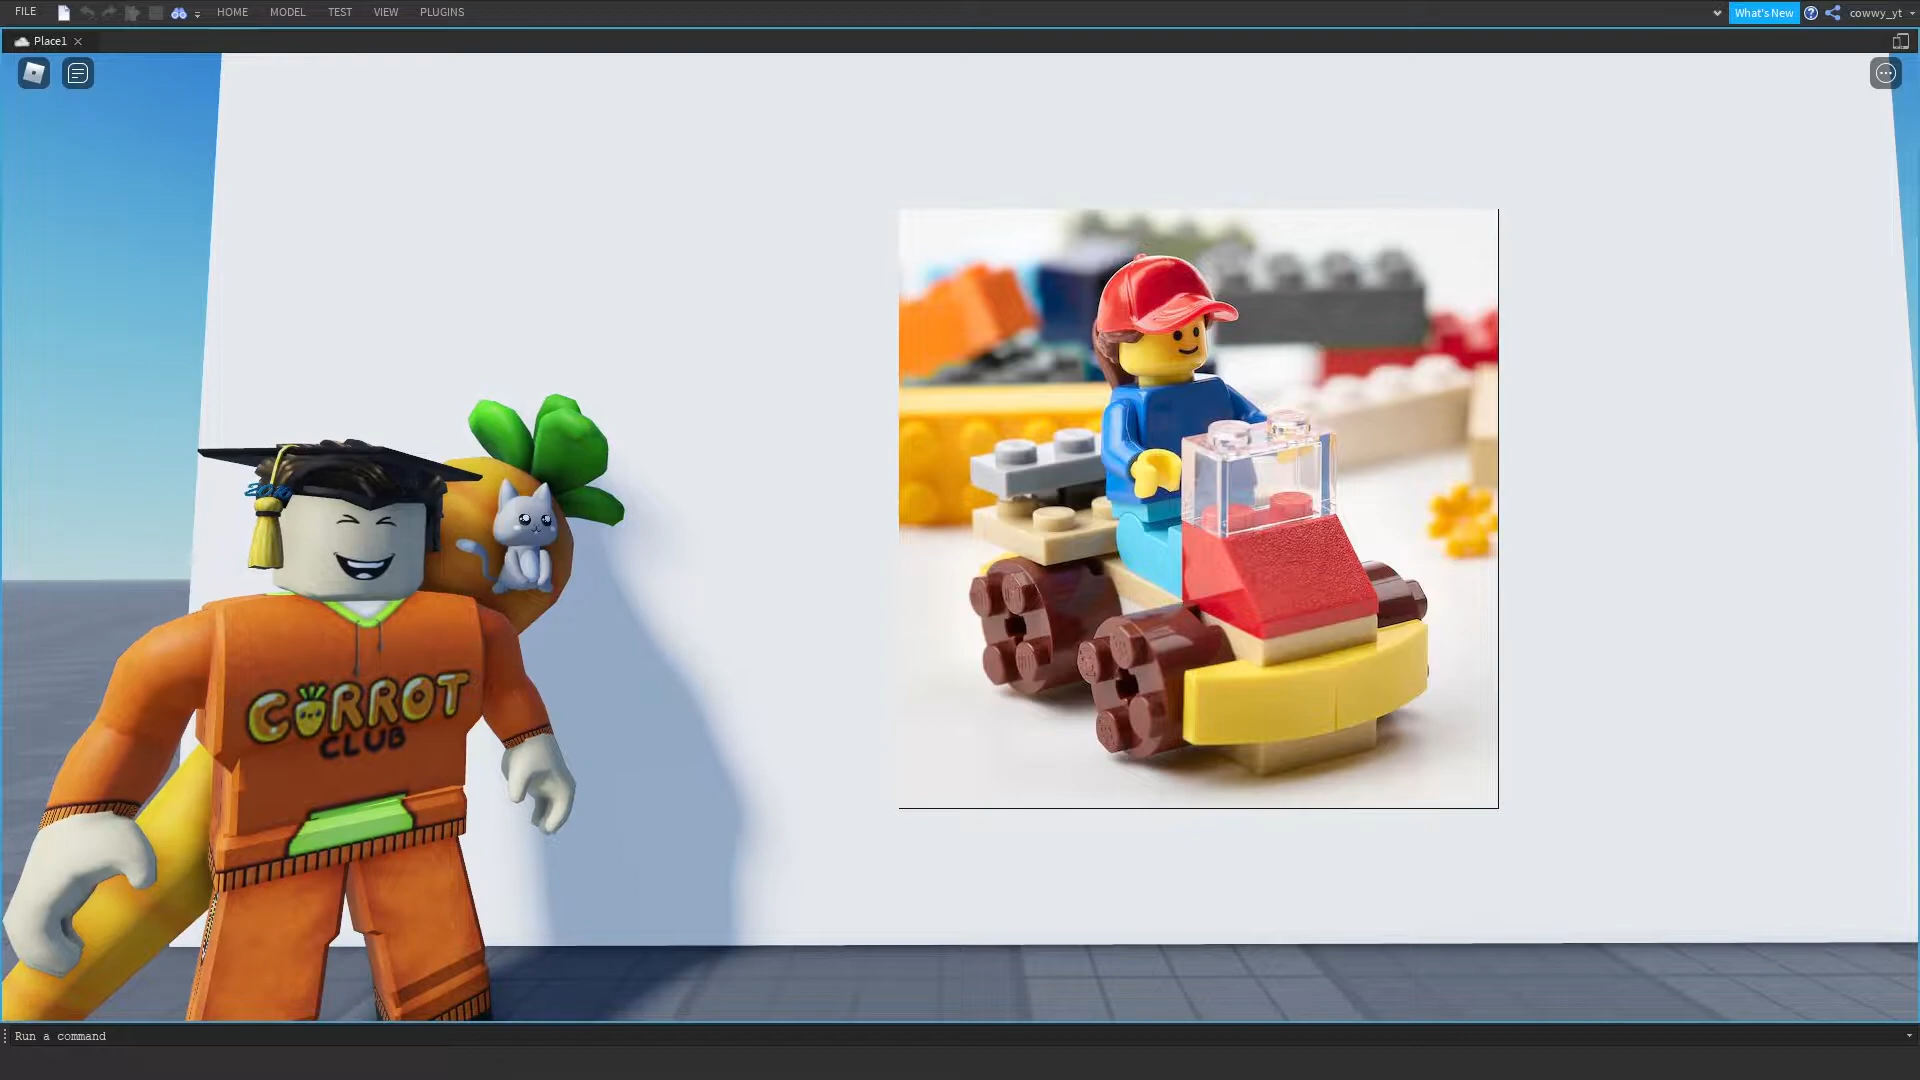 FILE HOME MODEL TEST VIEW PLUGINS What's New ? cowwy_yt
Place1
CARROT
CLUB
Run a command